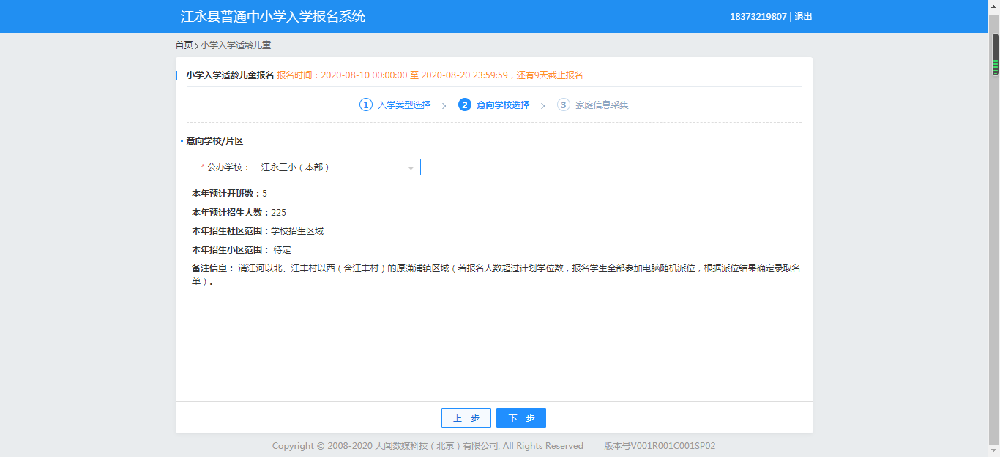 江永县普通中小学入学报名系统
18373219807 | 退出
首页 > 小学入学适龄儿童
小学入学适龄儿童报名 报名时间：2020-08-10 00:00:00 至 2020-08-20 23:59:59，还有9天截止报名
1 入学类型选择 > 2 意向学校选择 > 3 家庭信息采集
意向学校/片区
* 公办学校： 江永三小（本部）
本年预计开班数：5
本年预计招生人数：225
本年招生社区范围：学校招生区域
本年招生小区范围： 待定
备注信息： 消江河以北、江丰村以西（含江丰村）的原潇浦镇区域（若报名人数超过计划学位数，报名学生全部参加电脑随机派位，根据派位结果确定录取名
单）。
上一步 下一步
Copyright © 2008-2020 天闻数媒科技（北京）有限公司, All Rights Reserved 版本号V001R001C001SP02